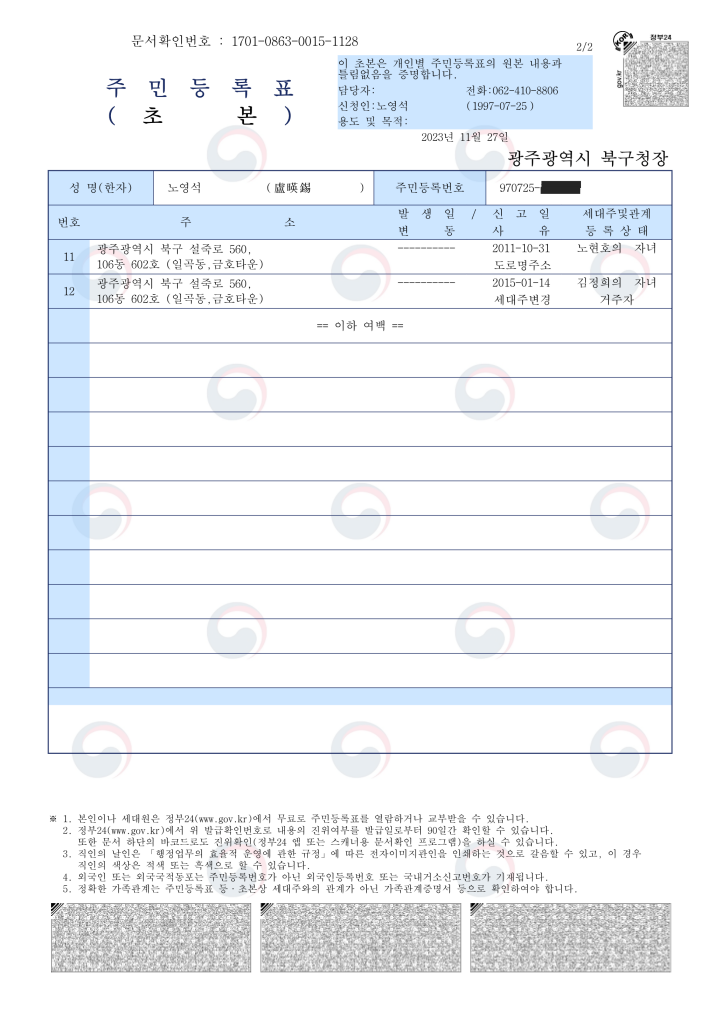 문서확인번호 : 1701-0863-0015-1128
2/2
정부24
KOR
gov.kr
주 민 등 록 표
( 초 본 )
이 초본은 개인별 주민등록표의 원본 내용과
틀림없음을 증명합니다.
담당자: 전화:062-410-8806
신청인:노영석 (1997-07-25 )
용도 및 목적:
2023년 11월 27일
광주광역시 북구청장
성 명(한자) 노영석 (盧暎錫 ) 주민등록번호 970725-
번호 주 소 발 생 일 / 신 고 일 세대주및관계
변 동 사 유 등 록 상 태
11 광주광역시 북구 설죽로 560, ---------- 2011-10-31 노현호의 자녀
106동 602호 (일곡동,금호타운) 도로명주소
12 광주광역시 북구 설죽로 560, ---------- 2015-01-14 김정희의 자녀
106동 602호 (일곡동,금호타운) 세대주변경 거주자
== 이하 여백 ==
※ 1. 본인이나 세대원은 정부24(www.gov.kr)에서 무료로 주민등록표를 열람하거나 교부받을 수 있습니다.
2. 정부24(www.gov.kr)에서 위 발급확인번호로 내용의 진위여부를 발급일로부터 90일간 확인할 수 있습니다.
또한 문서 하단의 바코드로도 진위확인(정부24 앱 또는 스캐너용 문서확인 프로그램)을 하실 수 있습니다.
3. 직인의 날인은 「행정업무의 효율적 운영에 관한 규정」에 따른 전자이미지관인을 인쇄하는 것으로 갈음할 수 있고, 이 경우
직인의 색상은 적색 또는 흑색으로 할 수 있습니다.
4. 외국인 또는 외국국적동포는 주민등록번호가 아닌 외국인등록번호 또는 국내거소신고번호가 기재됩니다.
5. 정확한 가족관계는 주민등록표 등·초본상 세대주와의 관계가 아닌 가족관계증명서 등으로 확인하여야 합니다.